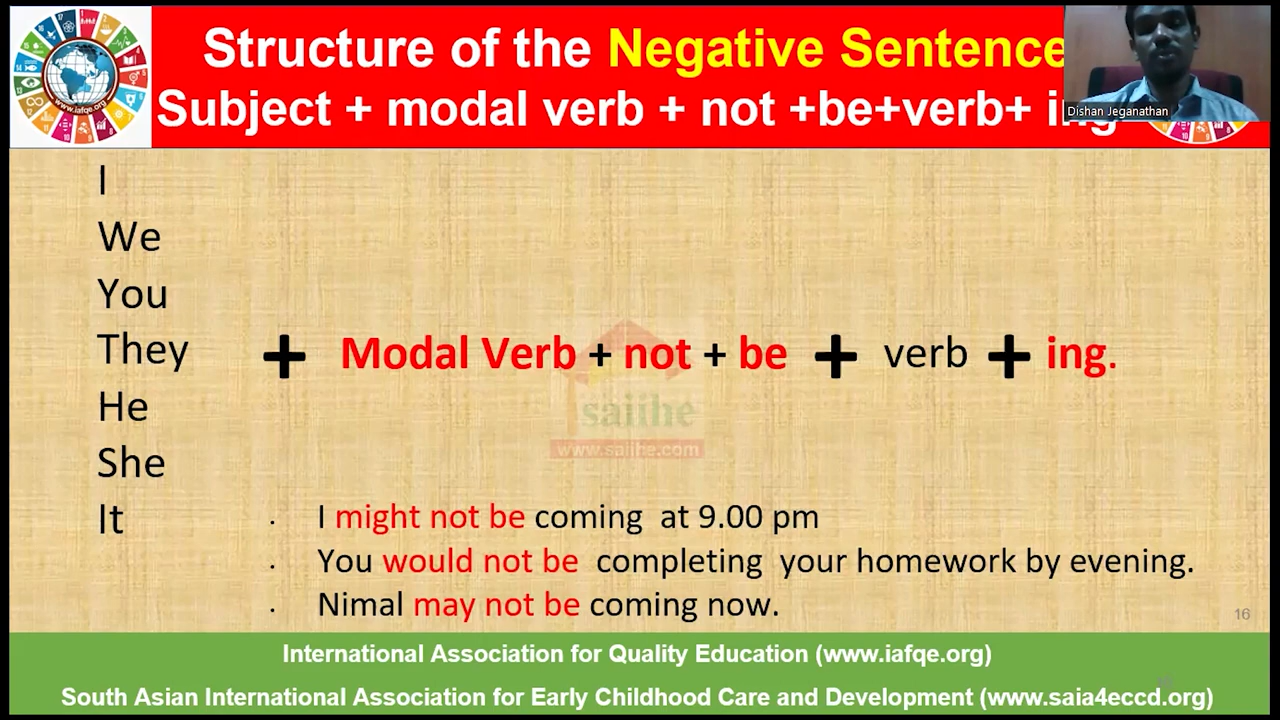 Structure of the Negative Sentence
Subject + modal verb + not +be+verb+ ing
Dishan Jeganathan
www.iafqe.org
I
We
You
They
He
She
It
+ Modal Verb + not + be + verb + ing.
saiihe
www.saiihe.com
· I might not be coming at 9.00 pm
· You would not be completing your homework by evening.
· Nimal may not be coming now.
16
International Association for Quality Education (www.iafqe.org)
South Asian International Association for Early Childhood Care and Development (www.saia4eccd.org)